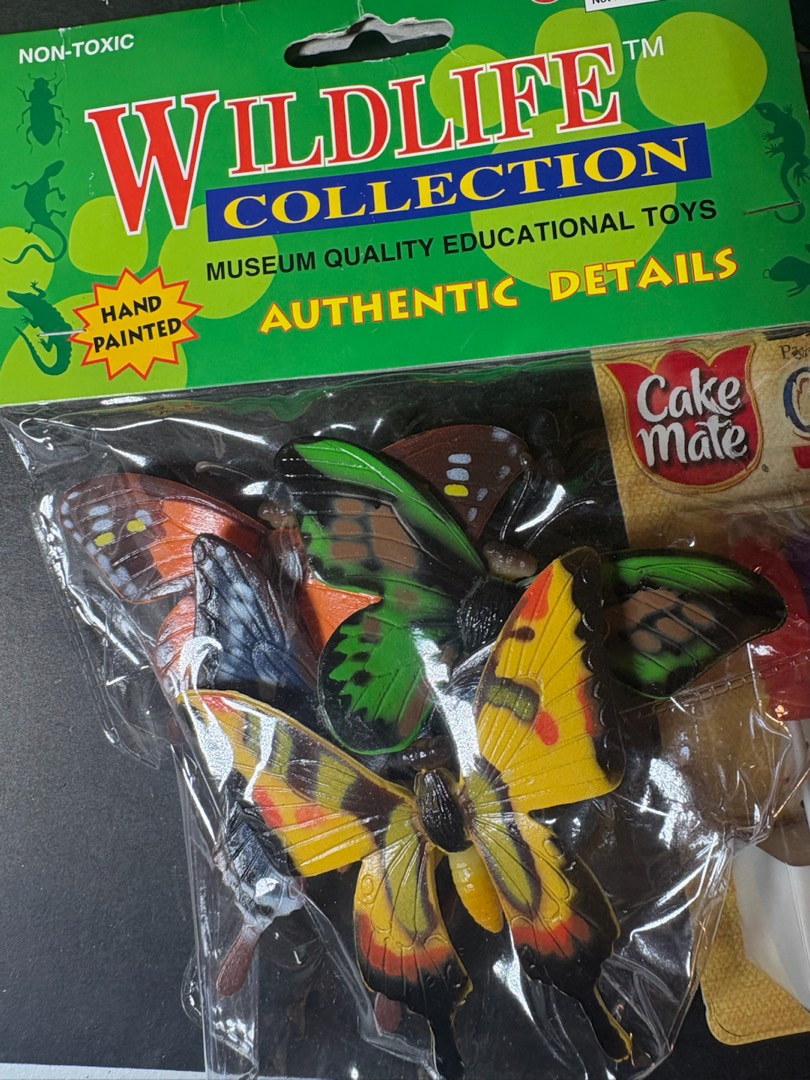 NON-TOXIC
WILDLIFE™
COLLECTION
MUSEUM QUALITY EDUCATIONAL TOYS
AUTHENTIC DETAILS
HAND
PAINTED
Cake
Mate®